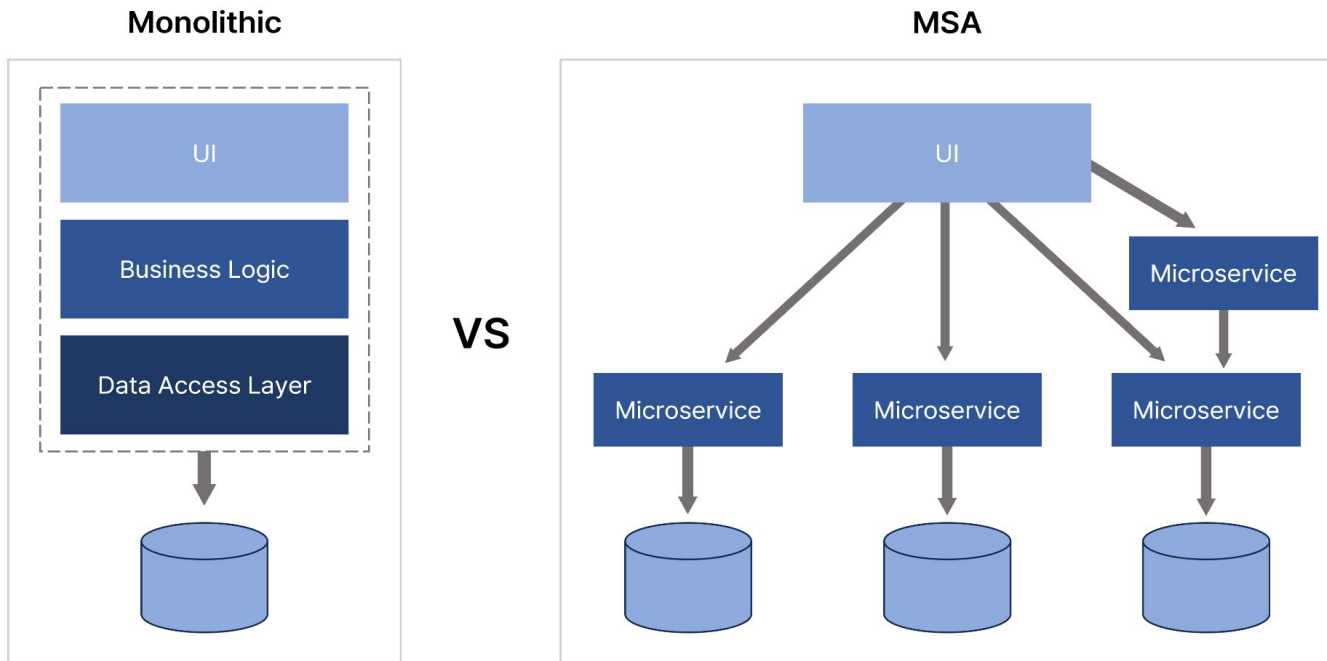 Monolithic
MSA
UI
Business Logic
Data Access Layer
VS
UI
Microservice
Microservice
Microservice
Microservice